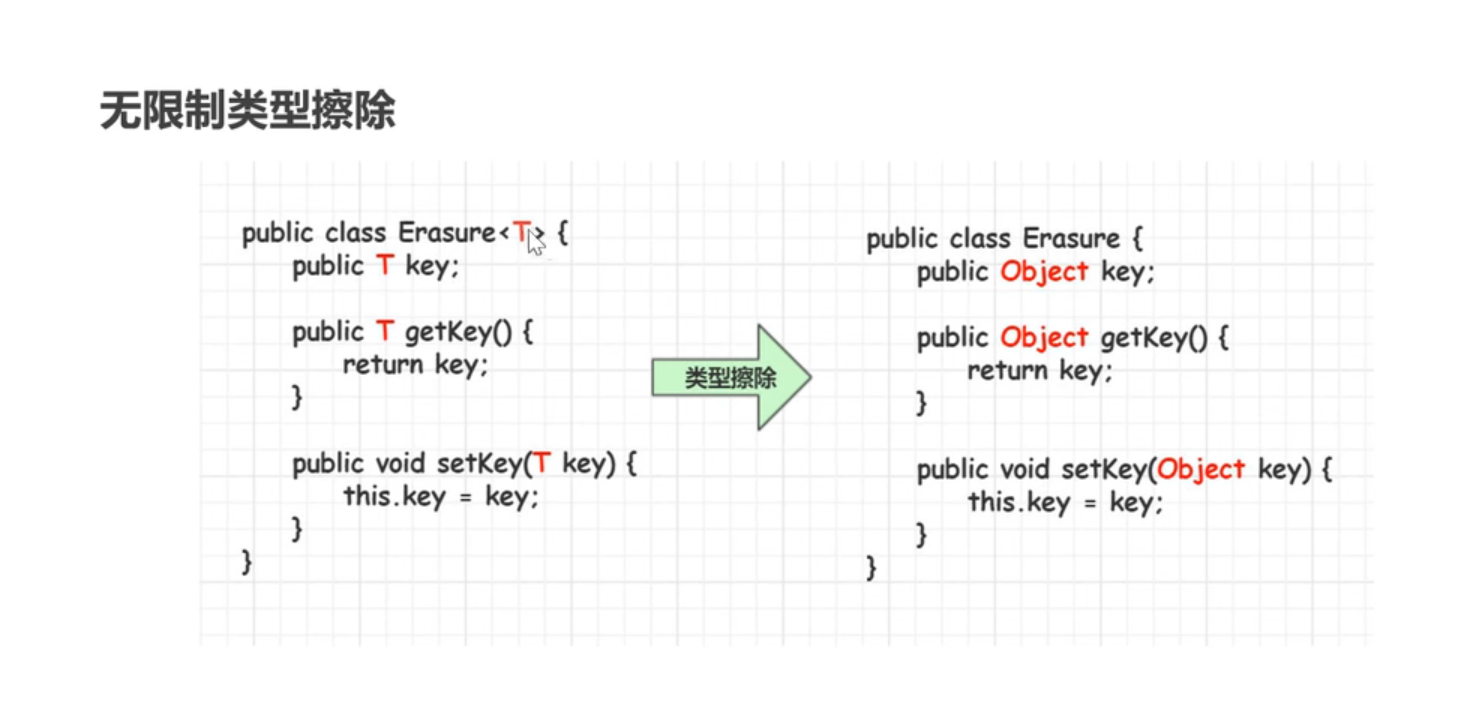 无限制类型擦除
public class Erasure<T> {
public T key;
public T getKey() {
return key;
}
public void setKey(T key) {
this.key = key;
}
}
类型擦除
public class Erasure {
public Object key;
public Object getKey() {
return key;
}
public void setKey(Object key) {
this.key = key;
}
}